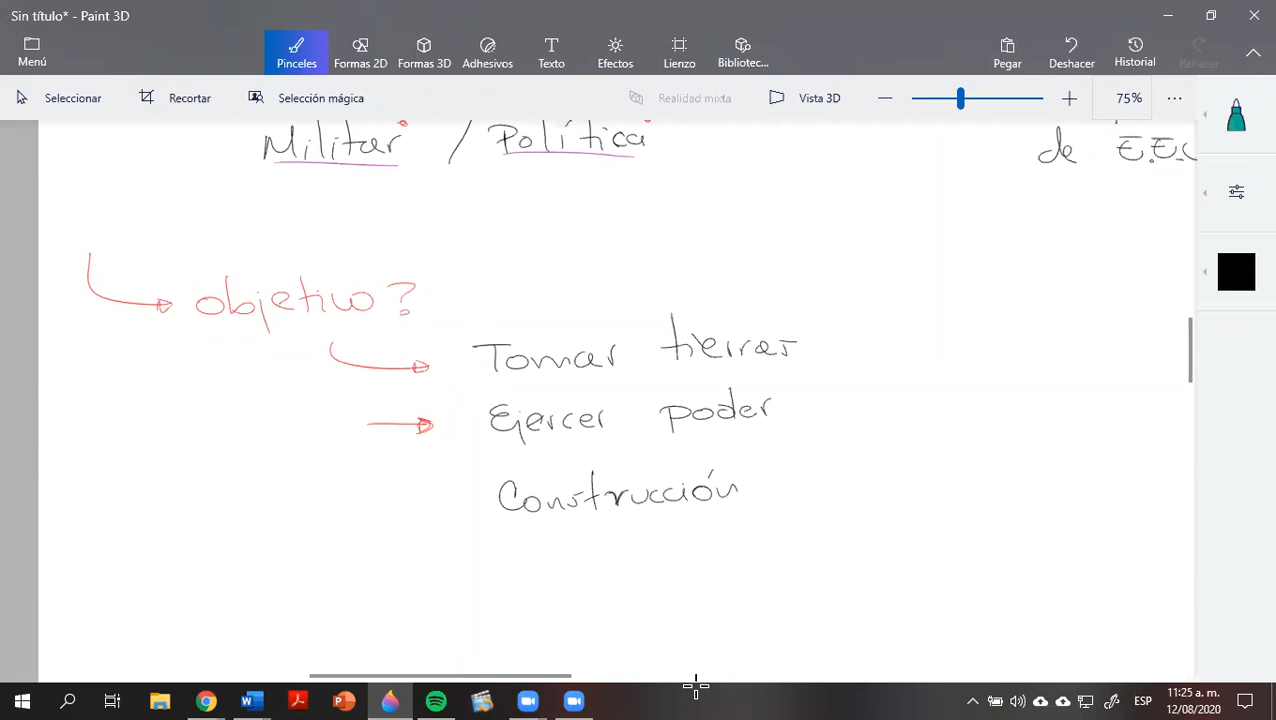 Sin título* - Paint 3D
Menú
Pinceles
Formas 2D
Formas 3D
Adhesivos
Texto
Efectos
Lienzo
Bibliotec...
Pegar
Deshacer
Historial
Rehacer
Seleccionar
Recortar
Selección mágica
Realidad mixta
Vista 3D
75%
Militar / Política
de E.E.U
objetivo?
Tomar tierras
Ejercer poder
Construcción
ESP
11:25 a. m.
12/08/2020